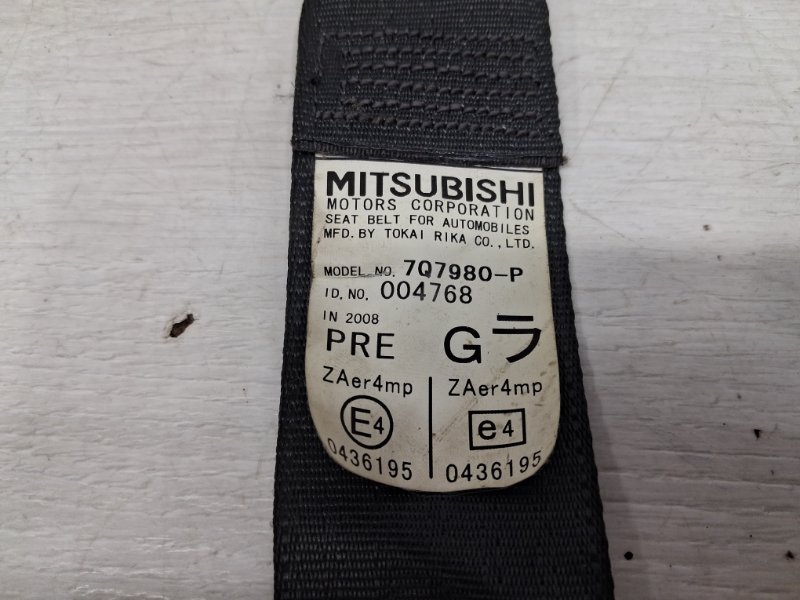 MITSUBISHI
MOTORS CORPORATION
SEAT BELT FOR AUTOMOBILES
MFD. BY TOKAI RIKA CO., LTD.
MODEL NO. 7Q7980-P
ID. NO. 004768
IN 2008
PRE Gラ
ZAer4mp ZAer4mp
E4 e4
0436195 0436195